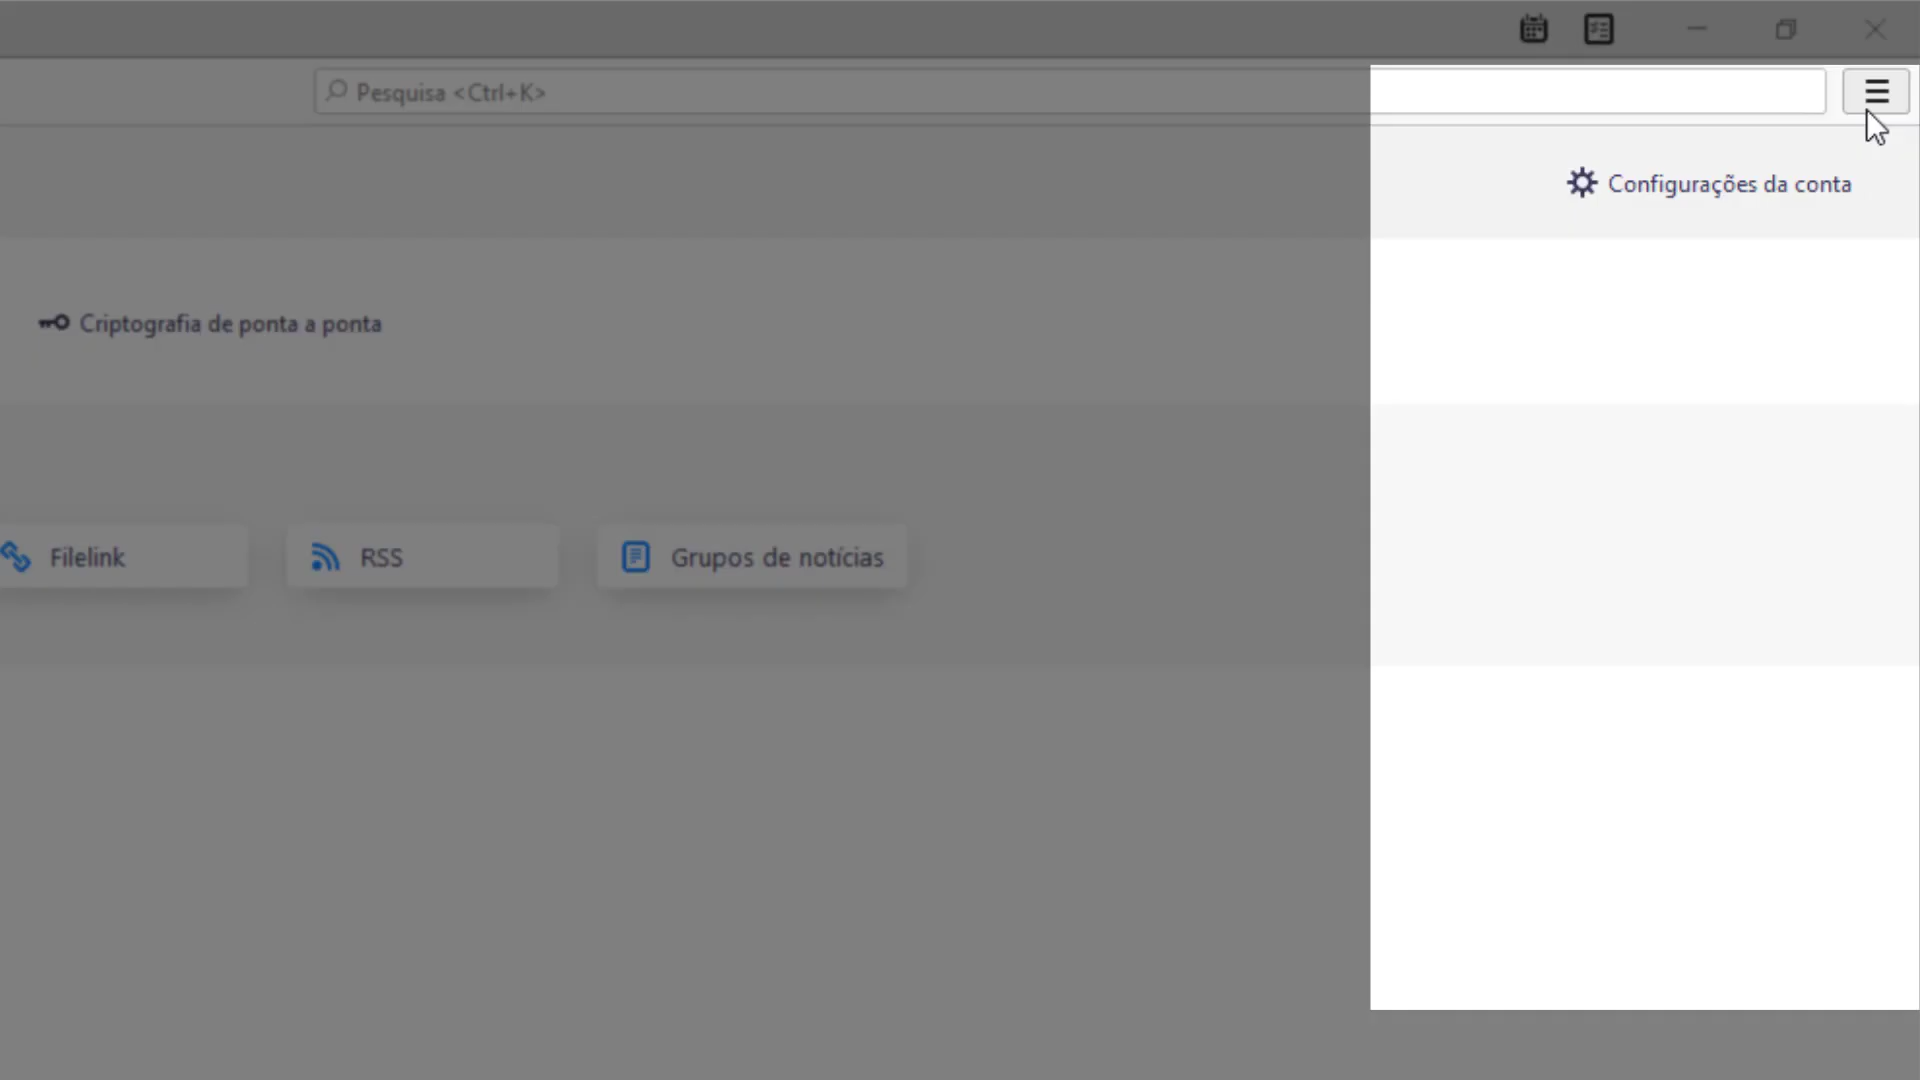 Pesquisa <Ctrl+K>
Configurações da conta
Criptografia de ponta a ponta
Filelink
RSS
Grupos de notícias